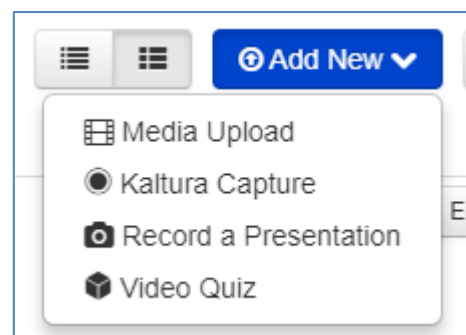 Add New
Media Upload
Kaltura Capture
E
Record a Presentation
Video Quiz